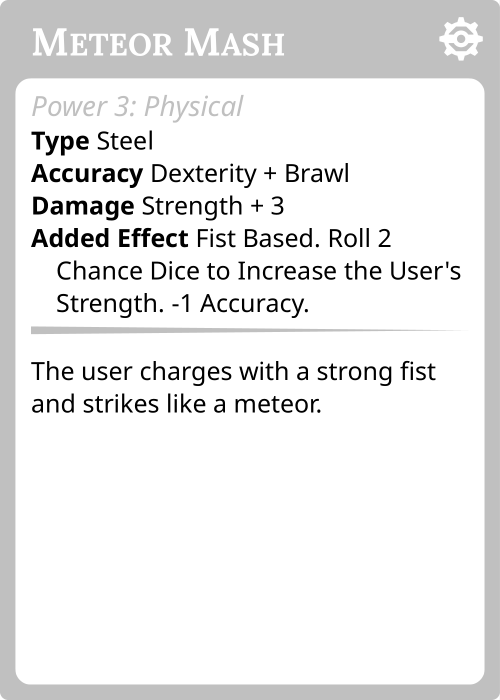 Meteor Mash
Power 3: Physical
Type Steel
Accuracy Dexterity + Brawl
Damage Strength + 3
Added Effect Fist Based. Roll 2
Chance Dice to Increase the User's
Strength. -1 Accuracy.
The user charges with a strong fist
and strikes like a meteor.